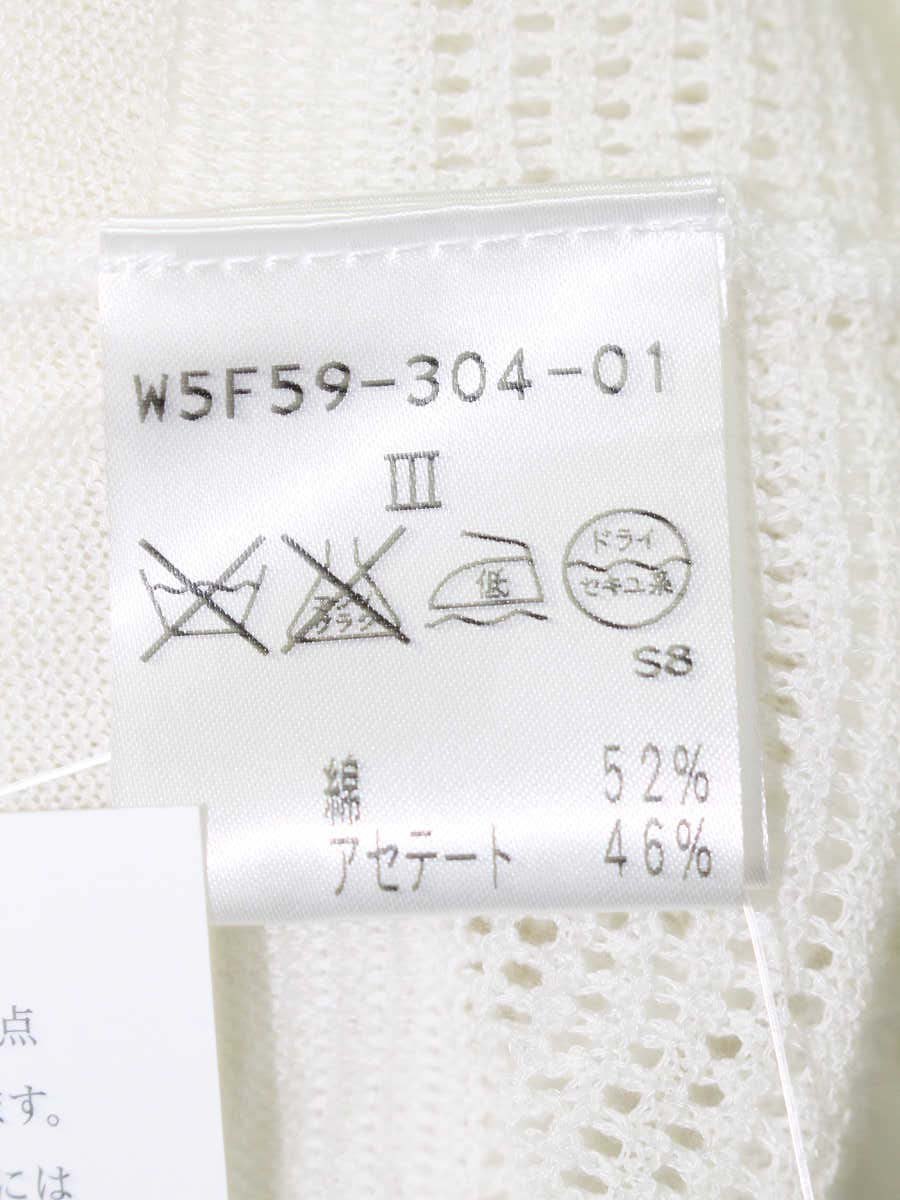 W5F59-304-01
III
低
ドライ
セキユ系
S8
綿 52%
アセテート 46%
点
ます。
には